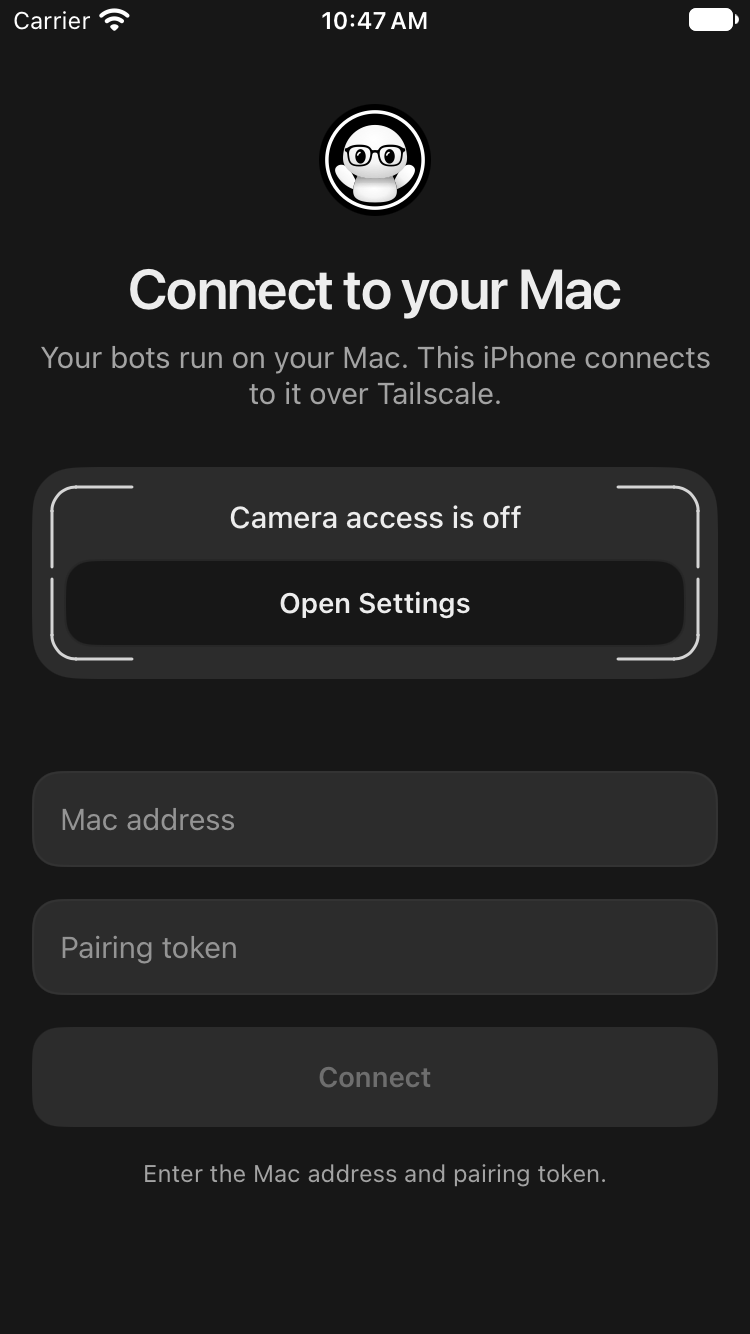 Carrier 10:47 AM
Connect to your Mac
Your bots run on your Mac. This iPhone connects
to it over Tailscale.
Camera access is off
Open Settings
Mac address
Pairing token
Connect
Enter the Mac address and pairing token.